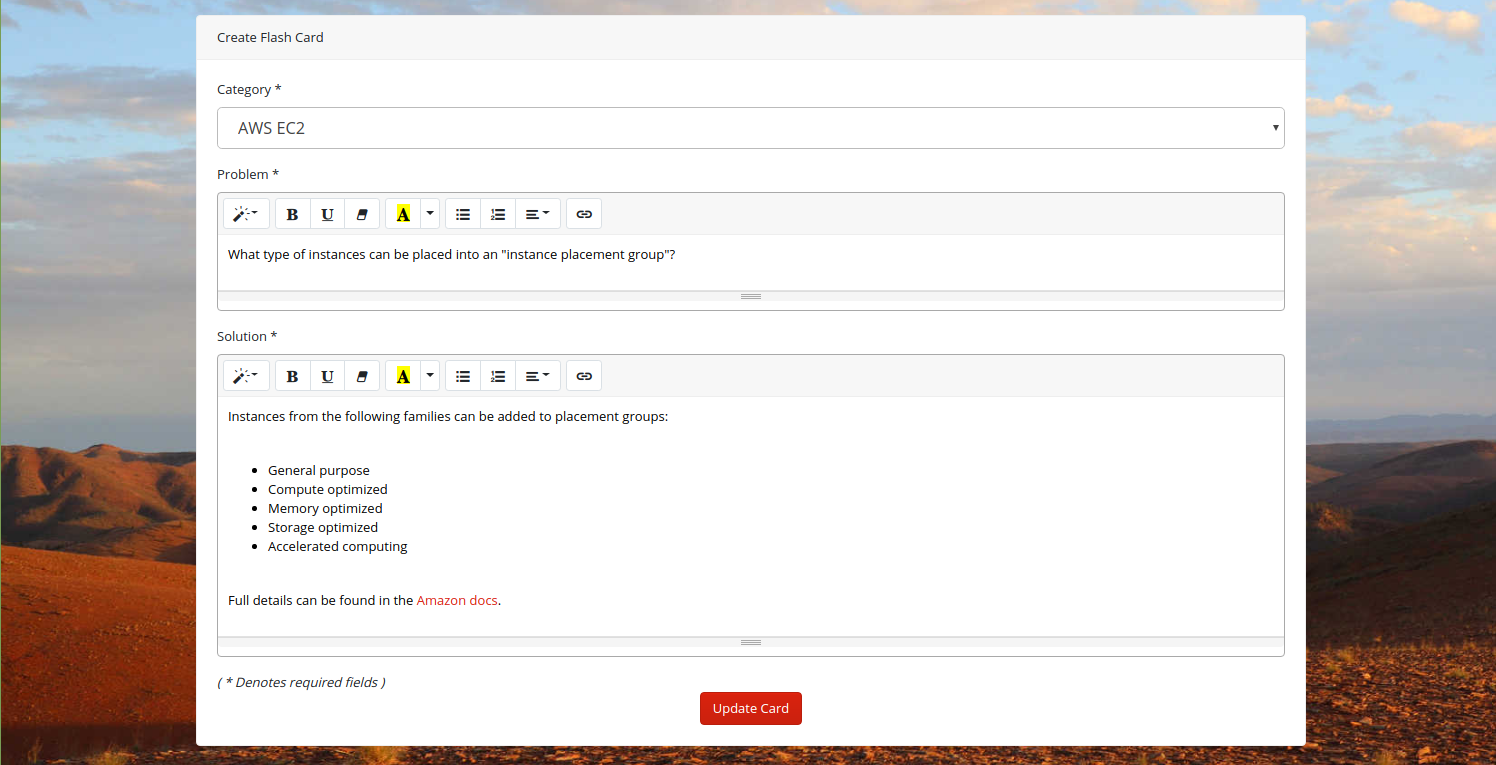 Create Flash Card
Category *
AWS EC2
Problem *
B U A
What type of instances can be placed into an "instance placement group"?
Solution *
B U A
Instances from the following families can be added to placement groups:
General purpose
Compute optimized
Memory optimized
Storage optimized
Accelerated computing
Full details can be found in the Amazon docs.
( * Denotes required fields )
Update Card